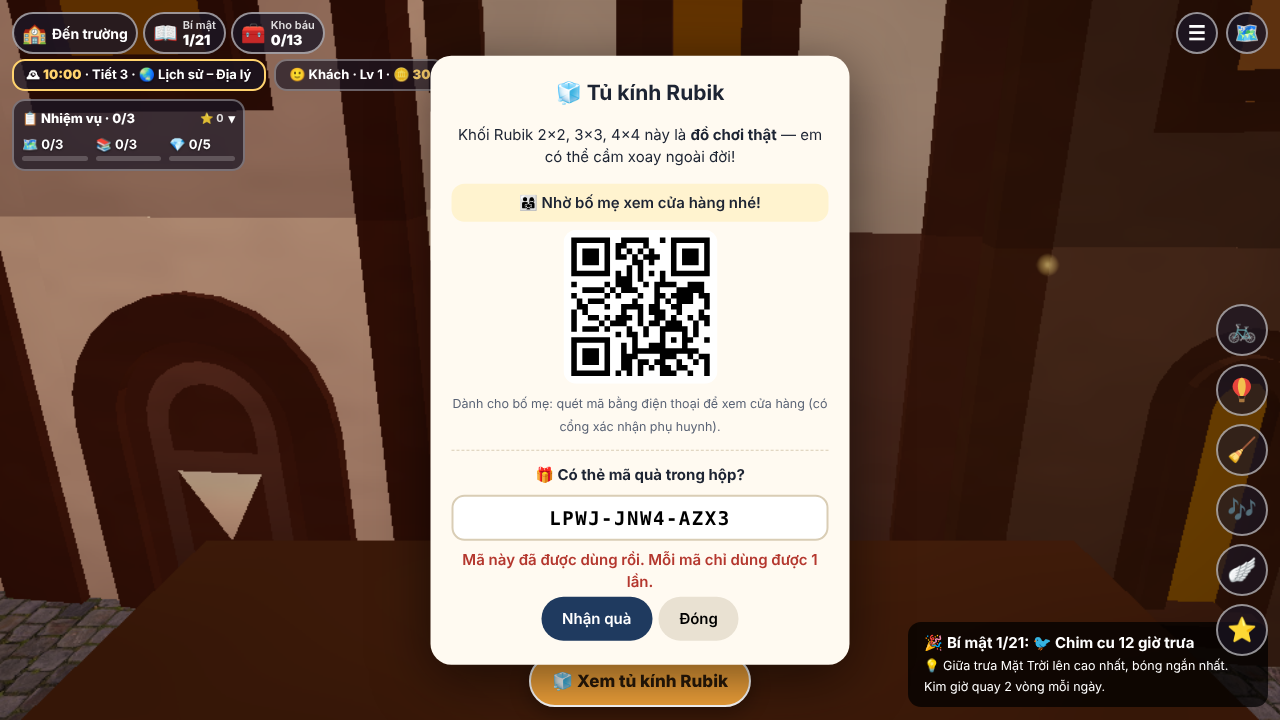 Đến trường
Bí mật
1/21
Kho báu
0/13
10:00 · Tiết 3 · Lịch sử – Địa lý
Khách · Lv 1 · 30
Nhiệm vụ · 0/3
0 ▾
0/3
0/3
0/5
Tủ kính Rubik
Khối Rubik 2×2, 3×3, 4×4 này là đồ chơi thật — em
có thể cầm xoay ngoài đời!
Nhờ bố mẹ xem cửa hàng nhé!
Dành cho bố mẹ: quét mã bằng điện thoại để xem cửa hàng (có
cổng xác nhận phụ huynh).
Có thẻ mã quà trong hộp?
LPWJ-JNW4-AZX3
Mã này đã được dùng rồi. Mỗi mã chỉ dùng được 1
lần.
Nhận quà
Đóng
Xem tủ kính Rubik
Bí mật 1/21: Chim cu 12 giờ trưa
Giữa trưa Mặt Trời lên cao nhất, bóng ngắn nhất.
Kim giờ quay 2 vòng mỗi ngày.